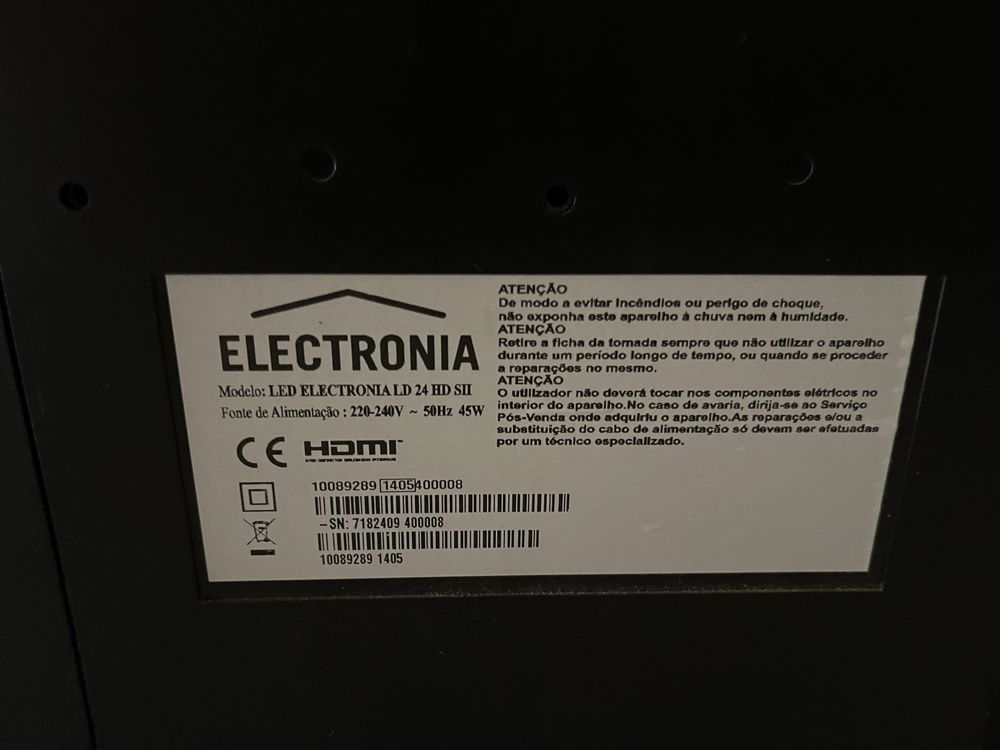 ELECTRONIA
Modelo: LED ELECTRONIA LD 24 HD SII
Fonte de Alimentação : 220-240V ~ 50Hz 45W
CE HDMI
10089289 1405 400008
-SN: 7182409 400008
10089289 1405
ATENÇÃO
De modo a evitar incêndios ou perigo de choque,
não exponha este aparelho à chuva nem à humidade.
ATENÇÃO
Retire a ficha da tomada sempre que não utilizar o aparelho
durante um período longo de tempo, ou quando se proceder
a reparações no mesmo.
ATENÇÃO
O utilizador não deverá tocar nos componentes elétricos no
interior do aparelho.No caso de avaria, dirija-se ao Serviço
Pós-Venda onde adquiriu o aparelho.As reparações e/ou a
substituição do cabo de alimentação só devem ser efetuadas
por um técnico especializado.